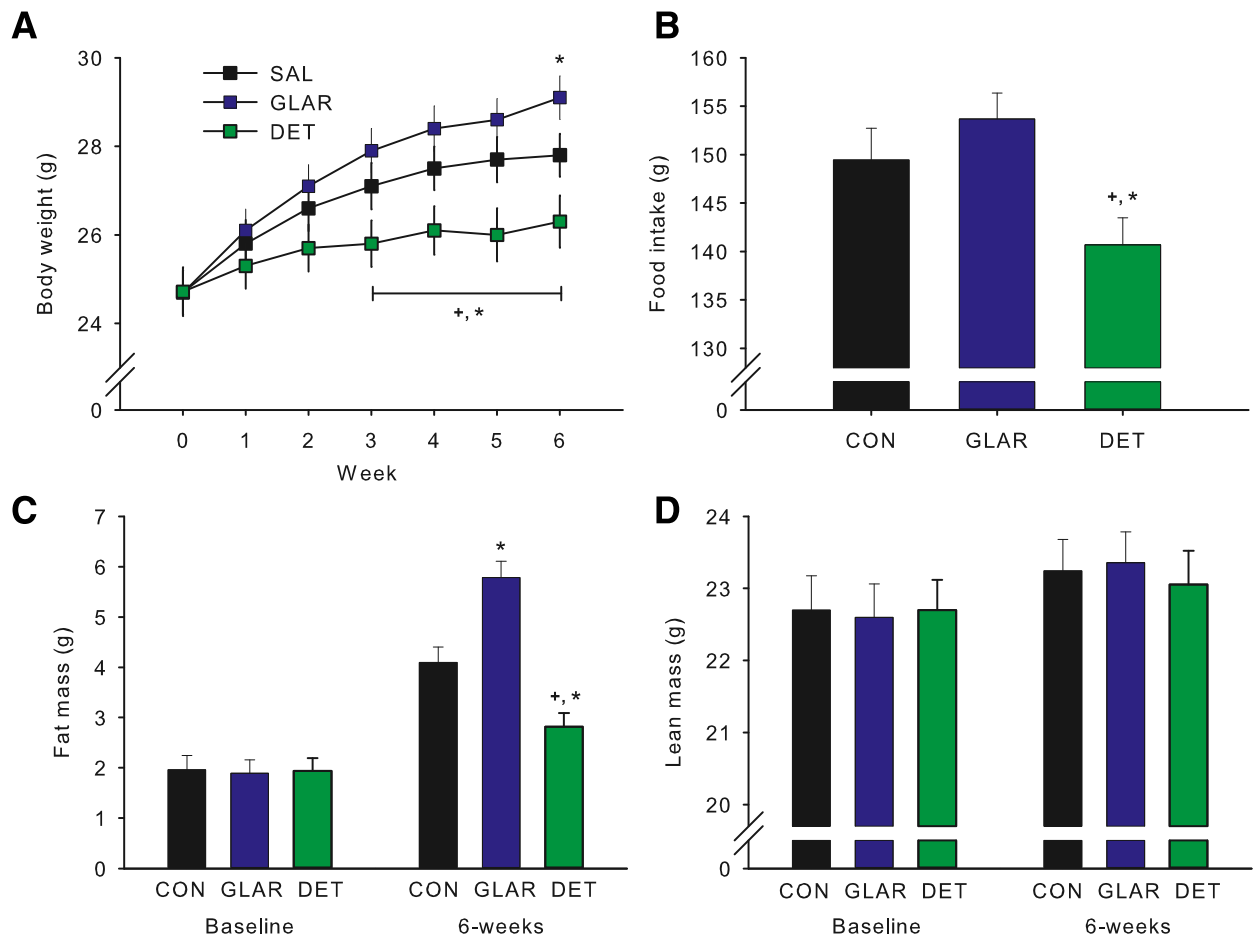 A
Body weight (g)
30
28
26
24
0
SAL
GLAR
DET
*
+, *
0 1 2 3 4 5 6
Week
B
Food intake (g)
160
155
150
145
140
135
130
0
+, *
CON GLAR DET
C
Fat mass (g)
7
6
5
4
3
2
1
0
*
+, *
CON GLAR DET CON GLAR DET
Baseline 6-weeks
D
Lean mass (g)
24
23
22
21
20
0
CON GLAR DET CON GLAR DET
Baseline 6-weeks